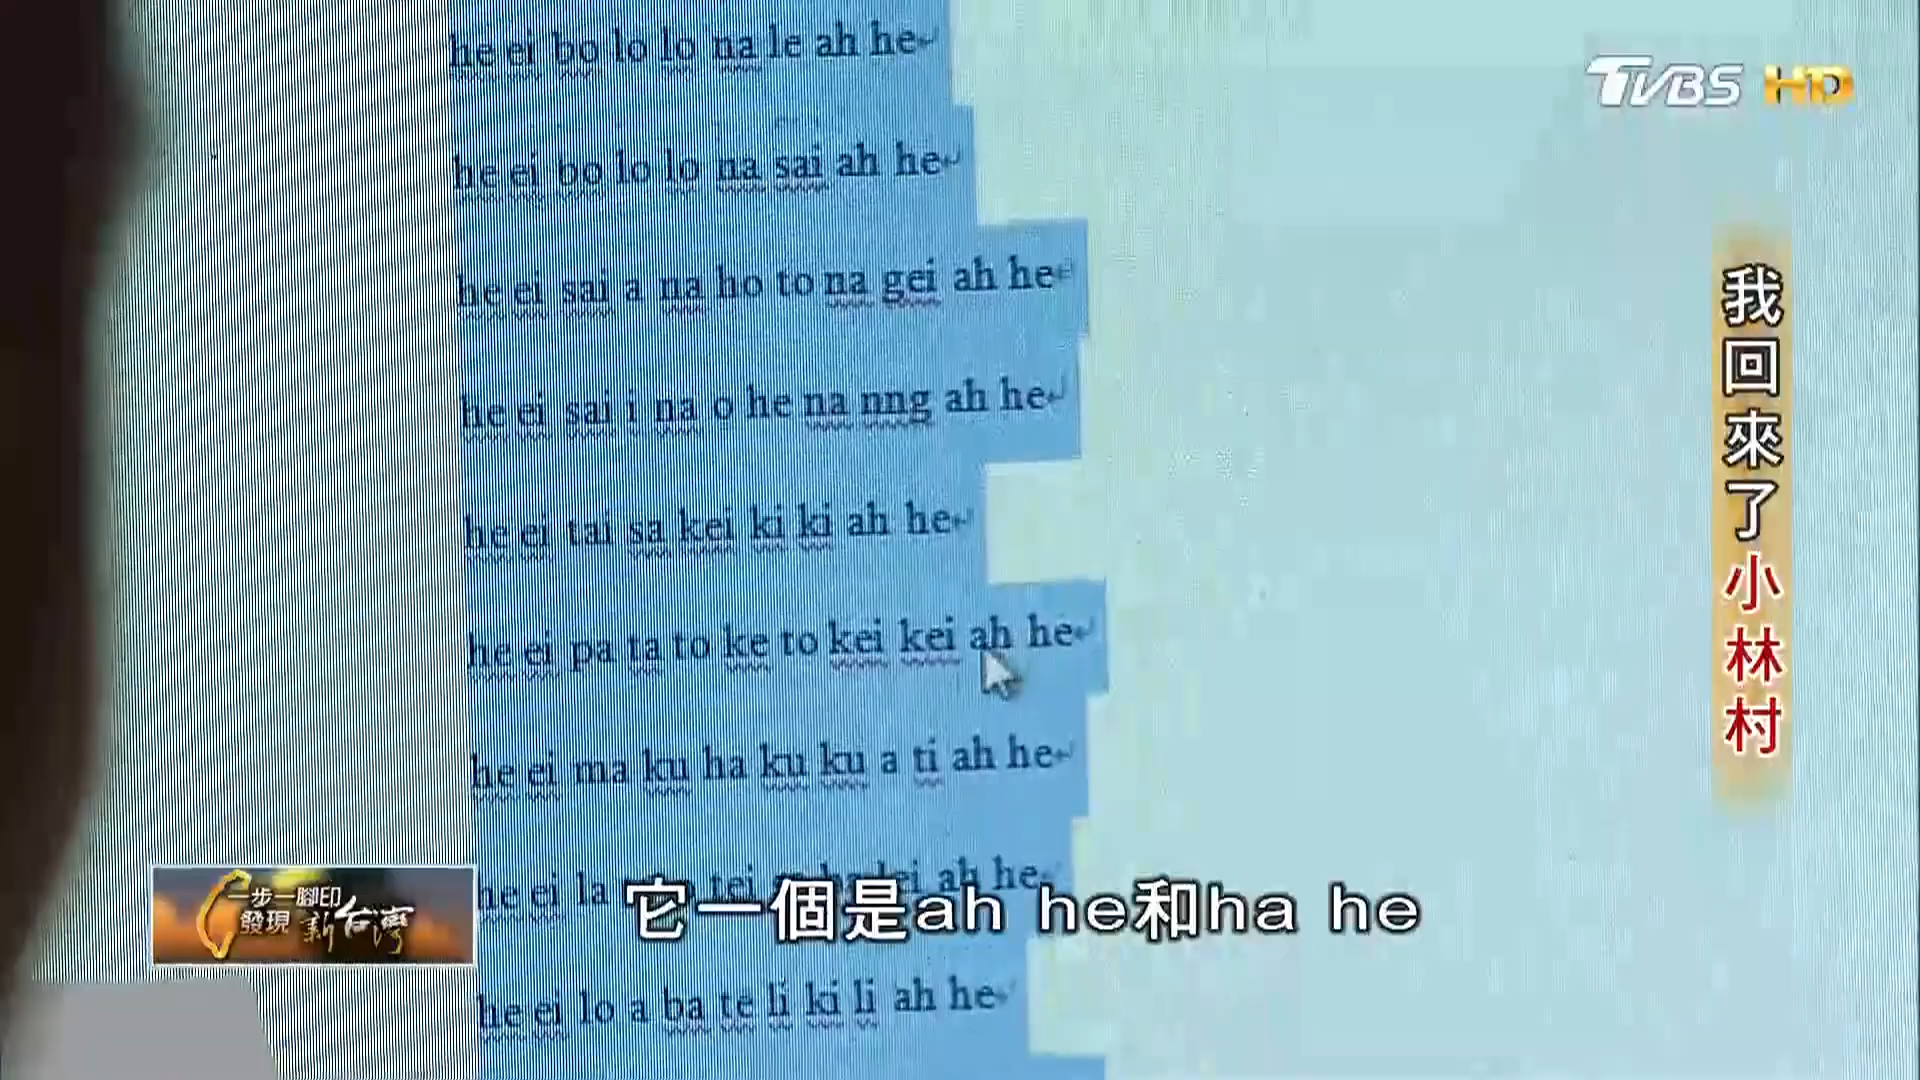 he ei bo lo lo na le ah he
TVBS HD
he ei bo lo lo na sai ah he
he ei sai a na ho to na gei ah he
he ei sai i na o he na nng ah he
he ei tai sa kei ki ki ah he
he ei pa ta to ke to kei kei ah he
he ei ma ku ha ku ku a ti ah he
he ei la tei ah he
he ei lo a ba te li ki li ah he
我回來了小林村
一步一腳印
發現新台灣
它一個是ah he和ha he